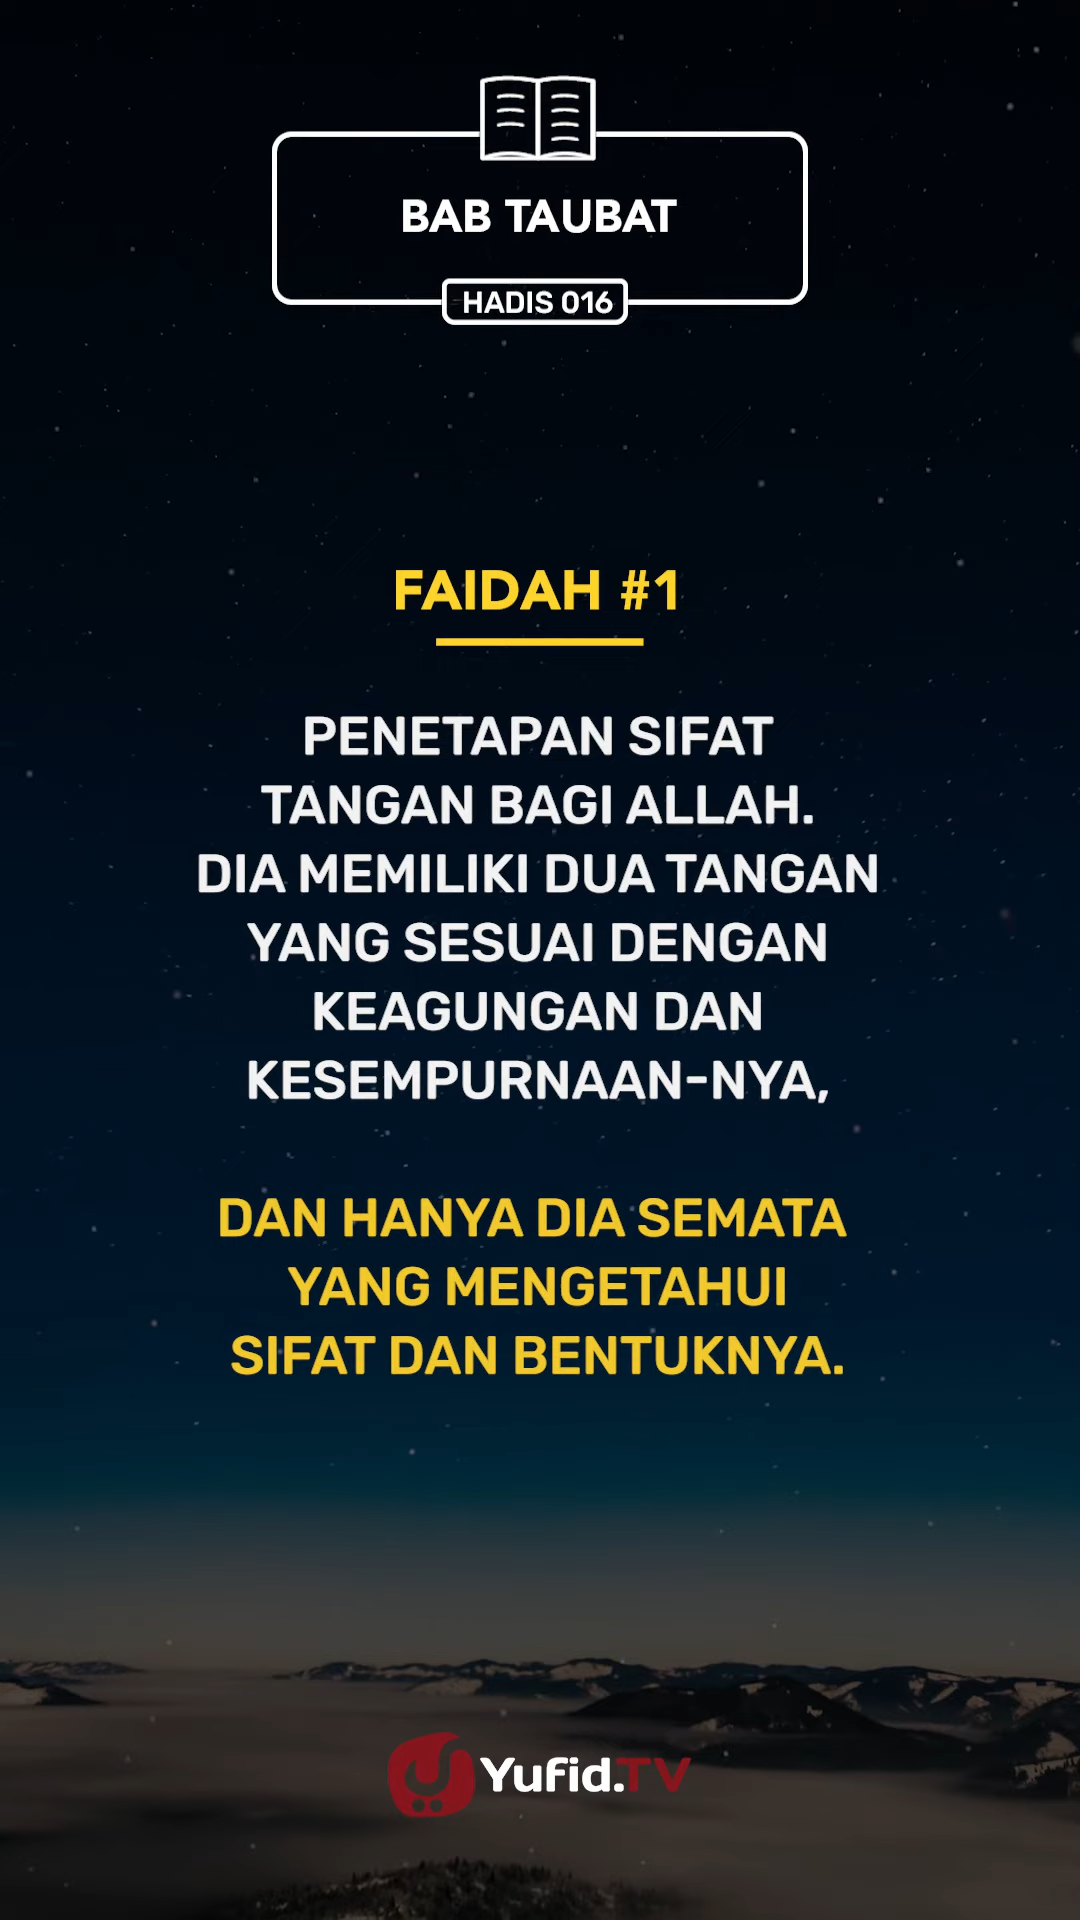 BAB TAUBAT
HADIS 016
FAIDAH #1
PENETAPAN SIFAT
TANGAN BAGI ALLAH.
DIA MEMILIKI DUA TANGAN
YANG SESUAI DENGAN
KEAGUNGAN DAN
KESEMPURNAAN-NYA,
DAN HANYA DIA SEMATA
YANG MENGETAHUI
SIFAT DAN BENTUKNYA.
Yufid.TV